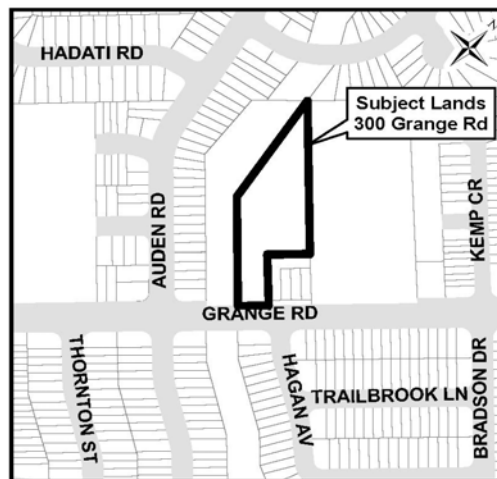 HADATI RD
Subject Lands
300 Grange Rd
AUDEN RD
KEMP CR
GRANGE RD
THORNTON ST
HAGAN AV
TRAILBROOK LN
BRADSON DR